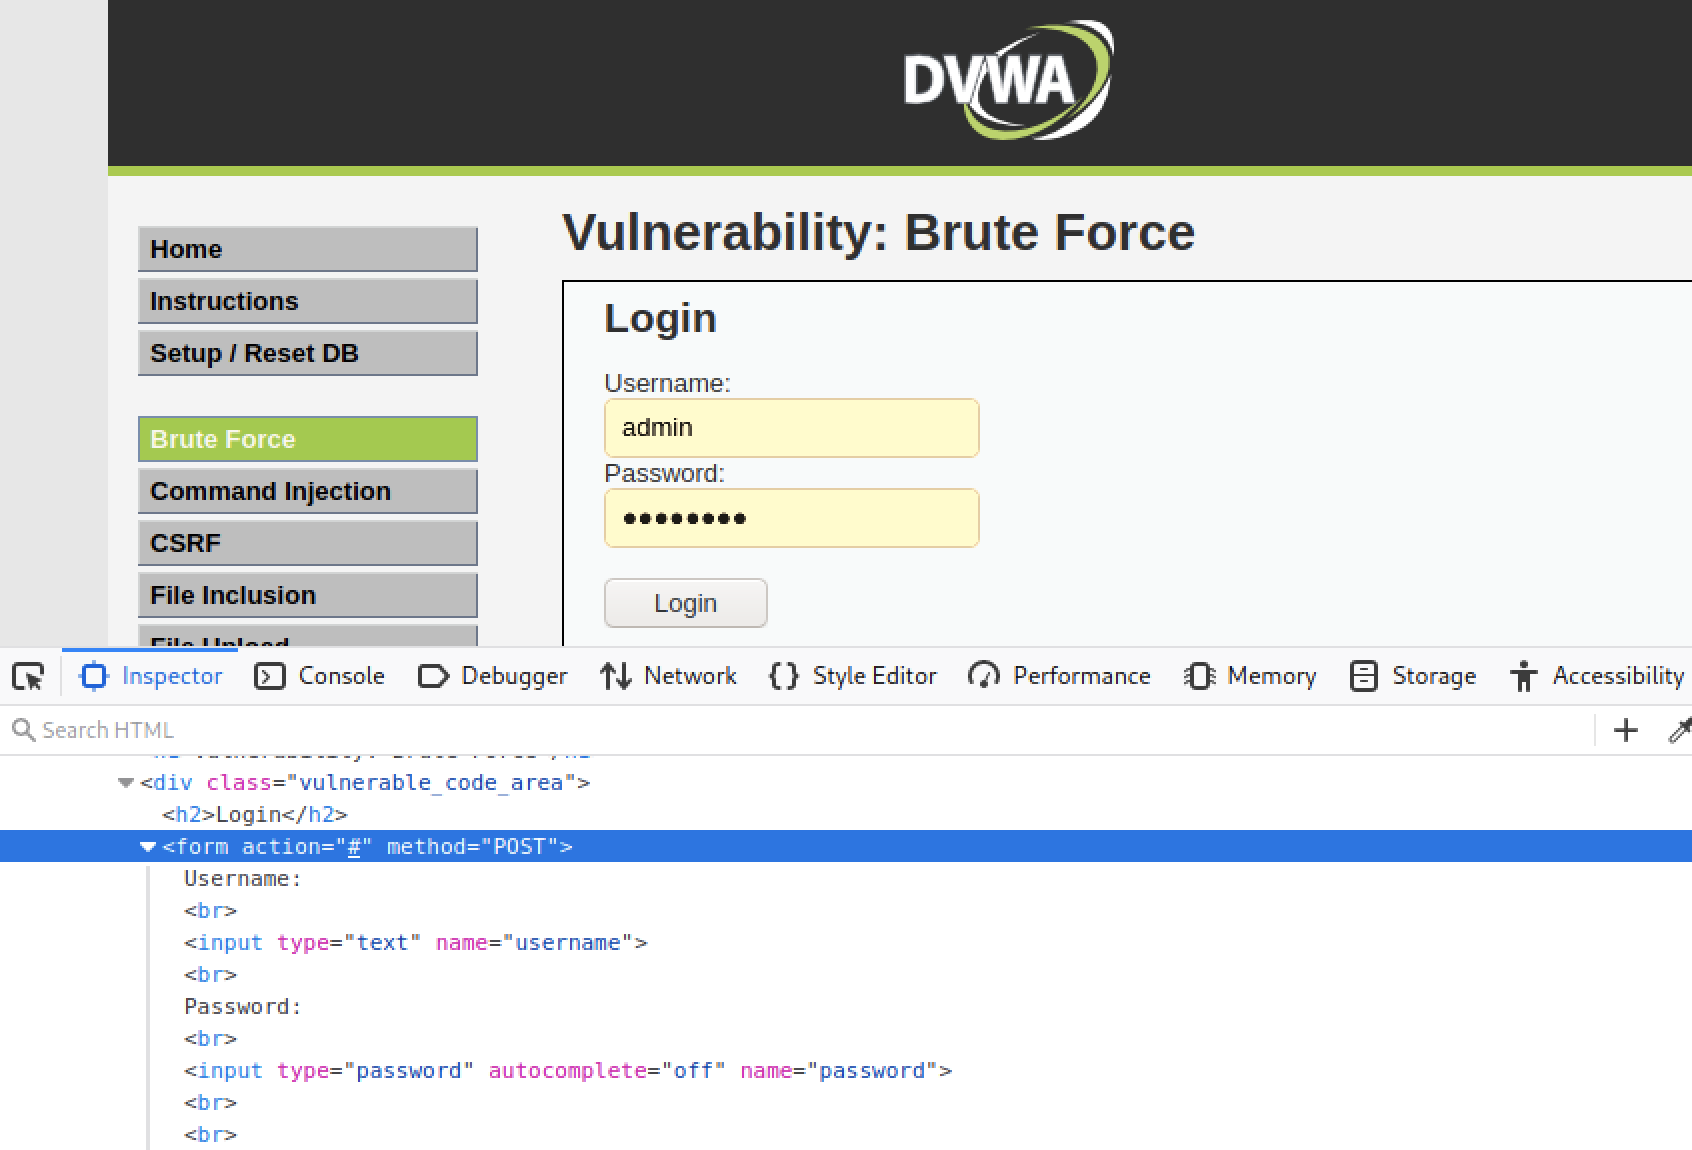 DVWA
Home
Instructions
Setup / Reset DB
Brute Force
Command Injection
CSRF
File Inclusion
File Upload
Vulnerability: Brute Force
Login
Username:
admin
Password:
••••••••
Login
Inspector Console Debugger Network Style Editor Performance Memory Storage Accessibility
Search HTML
<div class="vulnerable_code_area">
<h2>Login</h2>
<form action="#" method="POST">
Username:
<br>
<input type="text" name="username">
<br>
Password:
<br>
<input type="password" autocomplete="off" name="password">
<br>
<br>